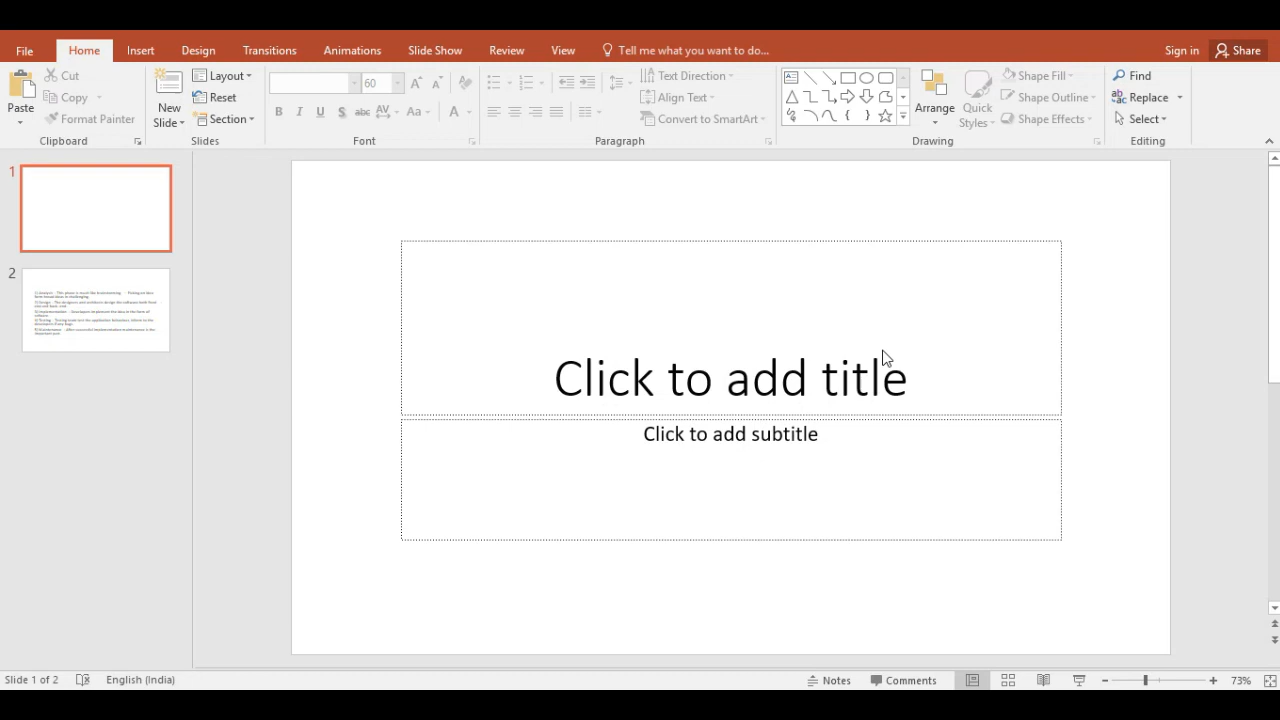 File Home Insert Design Transitions Animations Slide Show Review View Tell me what you want to do... Sign in Share
Paste Cut Copy Format Painter
Clipboard
New Slide Layout Reset Section
Slides
60
B I U S abc AV Aa A
Font
Text Direction Align Text Convert to SmartArt
Paragraph
Arrange Quick Styles Shape Fill Shape Outline Shape Effects
Drawing
Find Replace Select
Editing
1
2
Click to add title
Click to add subtitle
Slide 1 of 2 English (India) Notes Comments 73%